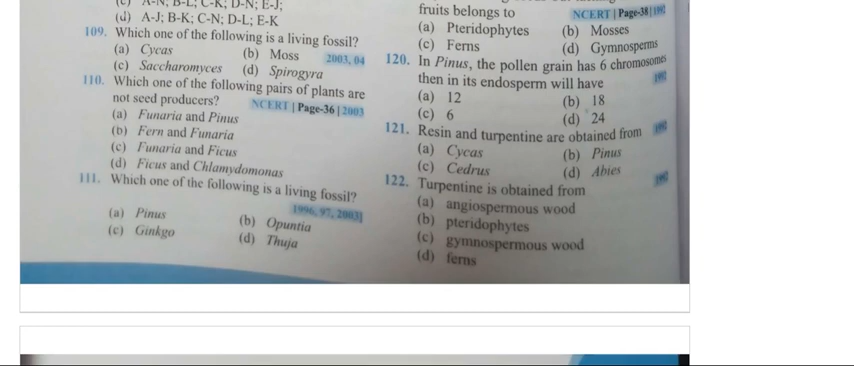 (c) A-N; B-L; C-K; D-N; E-J;
(d) A-J; B-K; C-N; D-L; E-K
109. Which one of the following is a living fossil?
(a) Cycas (b) Moss 2003, 04
(c) Saccharomyces (d) Spirogyra
110. Which one of the following pairs of plants are
not seed producers? NCERT | Page-36 | 2003
(a) Funaria and Pinus
(b) Fern and Funaria
(c) Funaria and Ficus
(d) Ficus and Chlamydomonas
111. Which one of the following is a living fossil?
1996, 97, 2003]
(a) Pinus (b) Opuntia
(c) Ginkgo (d) Thuja
fruits belongs to NCERT | Page-38 |
(a) Pteridophytes (b) Mosses
(c) Ferns (d) Gymnosperms
120. In Pinus, the pollen grain has 6 chromosomes
then in its endosperm will have
(a) 12 (b) 18
(c) 6 (d) 24
121. Resin and turpentine are obtained from
(a) Cycas (b) Pinus
(c) Cedrus (d) Abies
122. Turpentine is obtained from
(a) angiospermous wood
(b) pteridophytes
(c) gymnospermous wood
(d) ferns